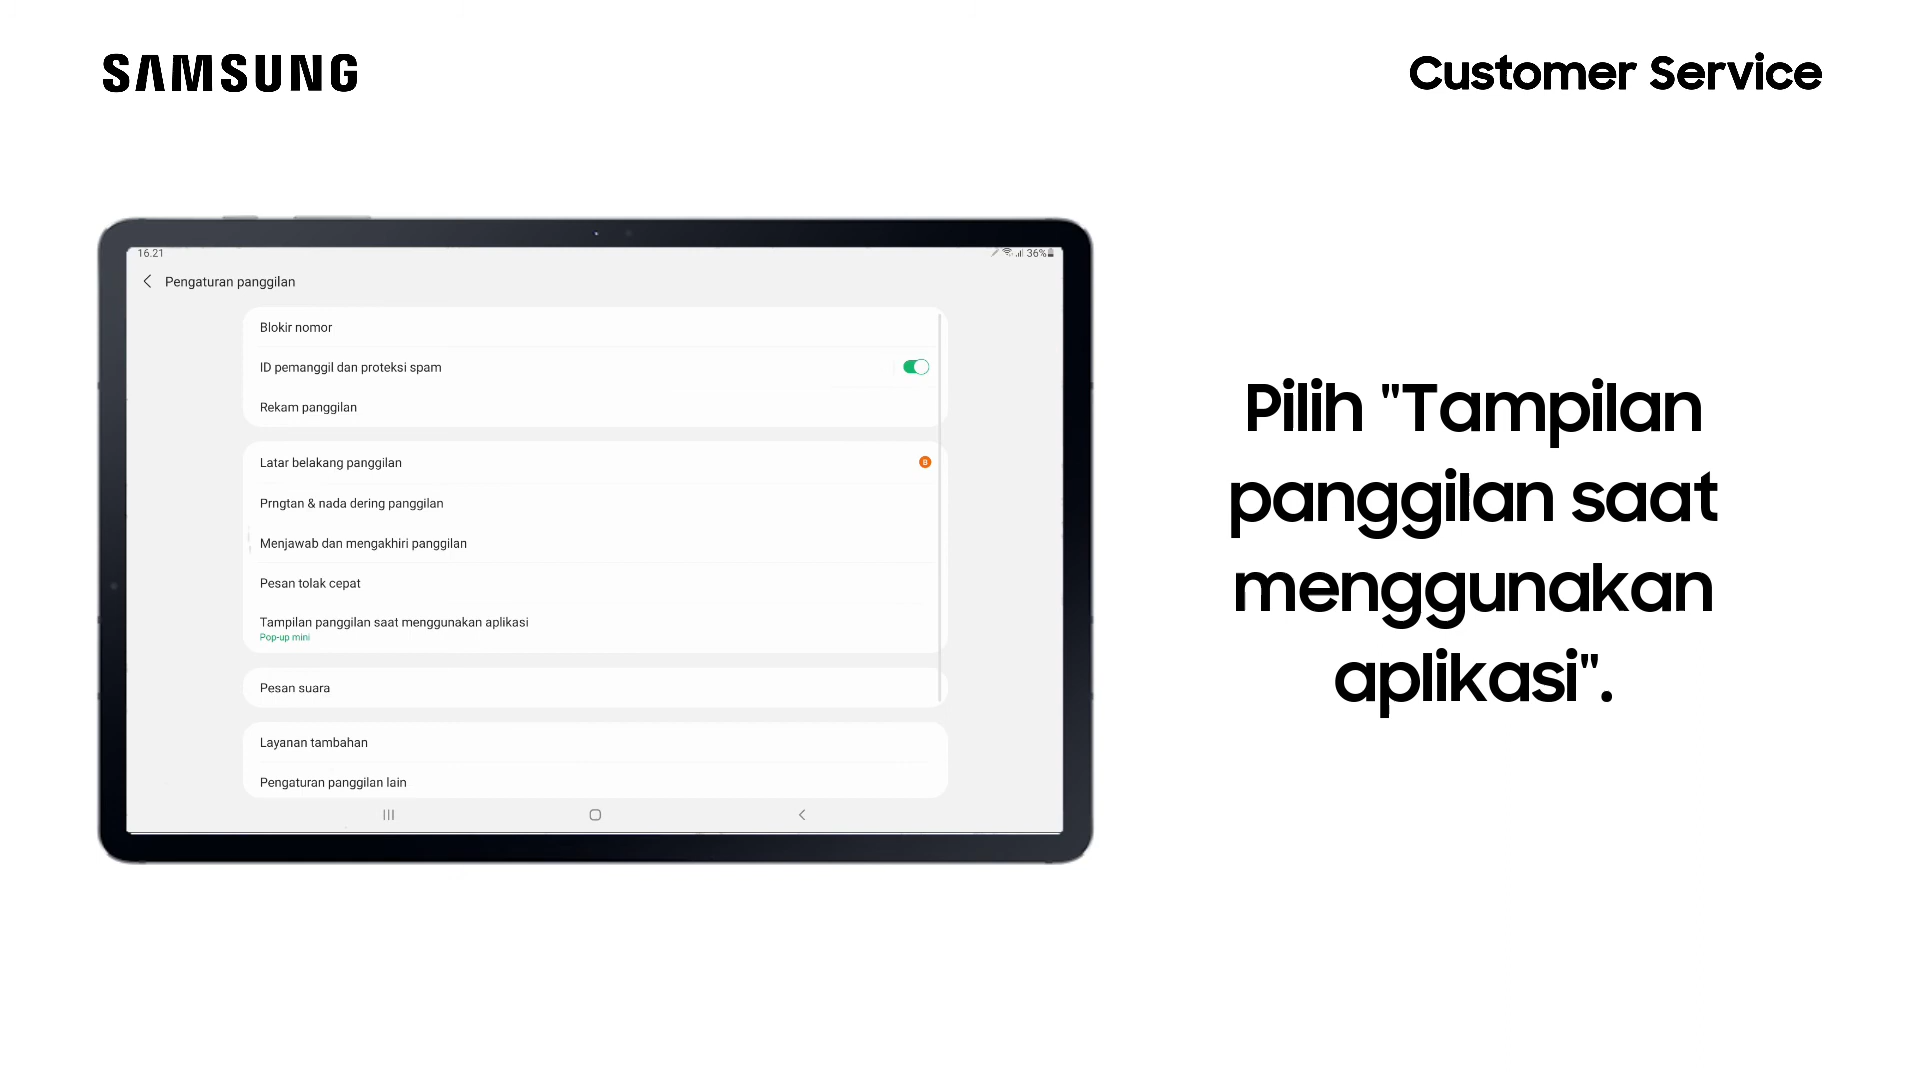 SAMSUNG
Customer Service
16.21
36%
Pengaturan panggilan
Blokir nomor
ID pemanggil dan proteksi spam
Rekam panggilan
Latar belakang panggilan
Prngtan & nada dering panggilan
Menjawab dan mengakhiri panggilan
Pesan tolak cepat
Tampilan panggilan saat menggunakan aplikasi
Pop-up mini
Pesan suara
Layanan tambahan
Pengaturan panggilan lain
Pilih "Tampilan
panggilan saat
menggunakan
aplikasi".